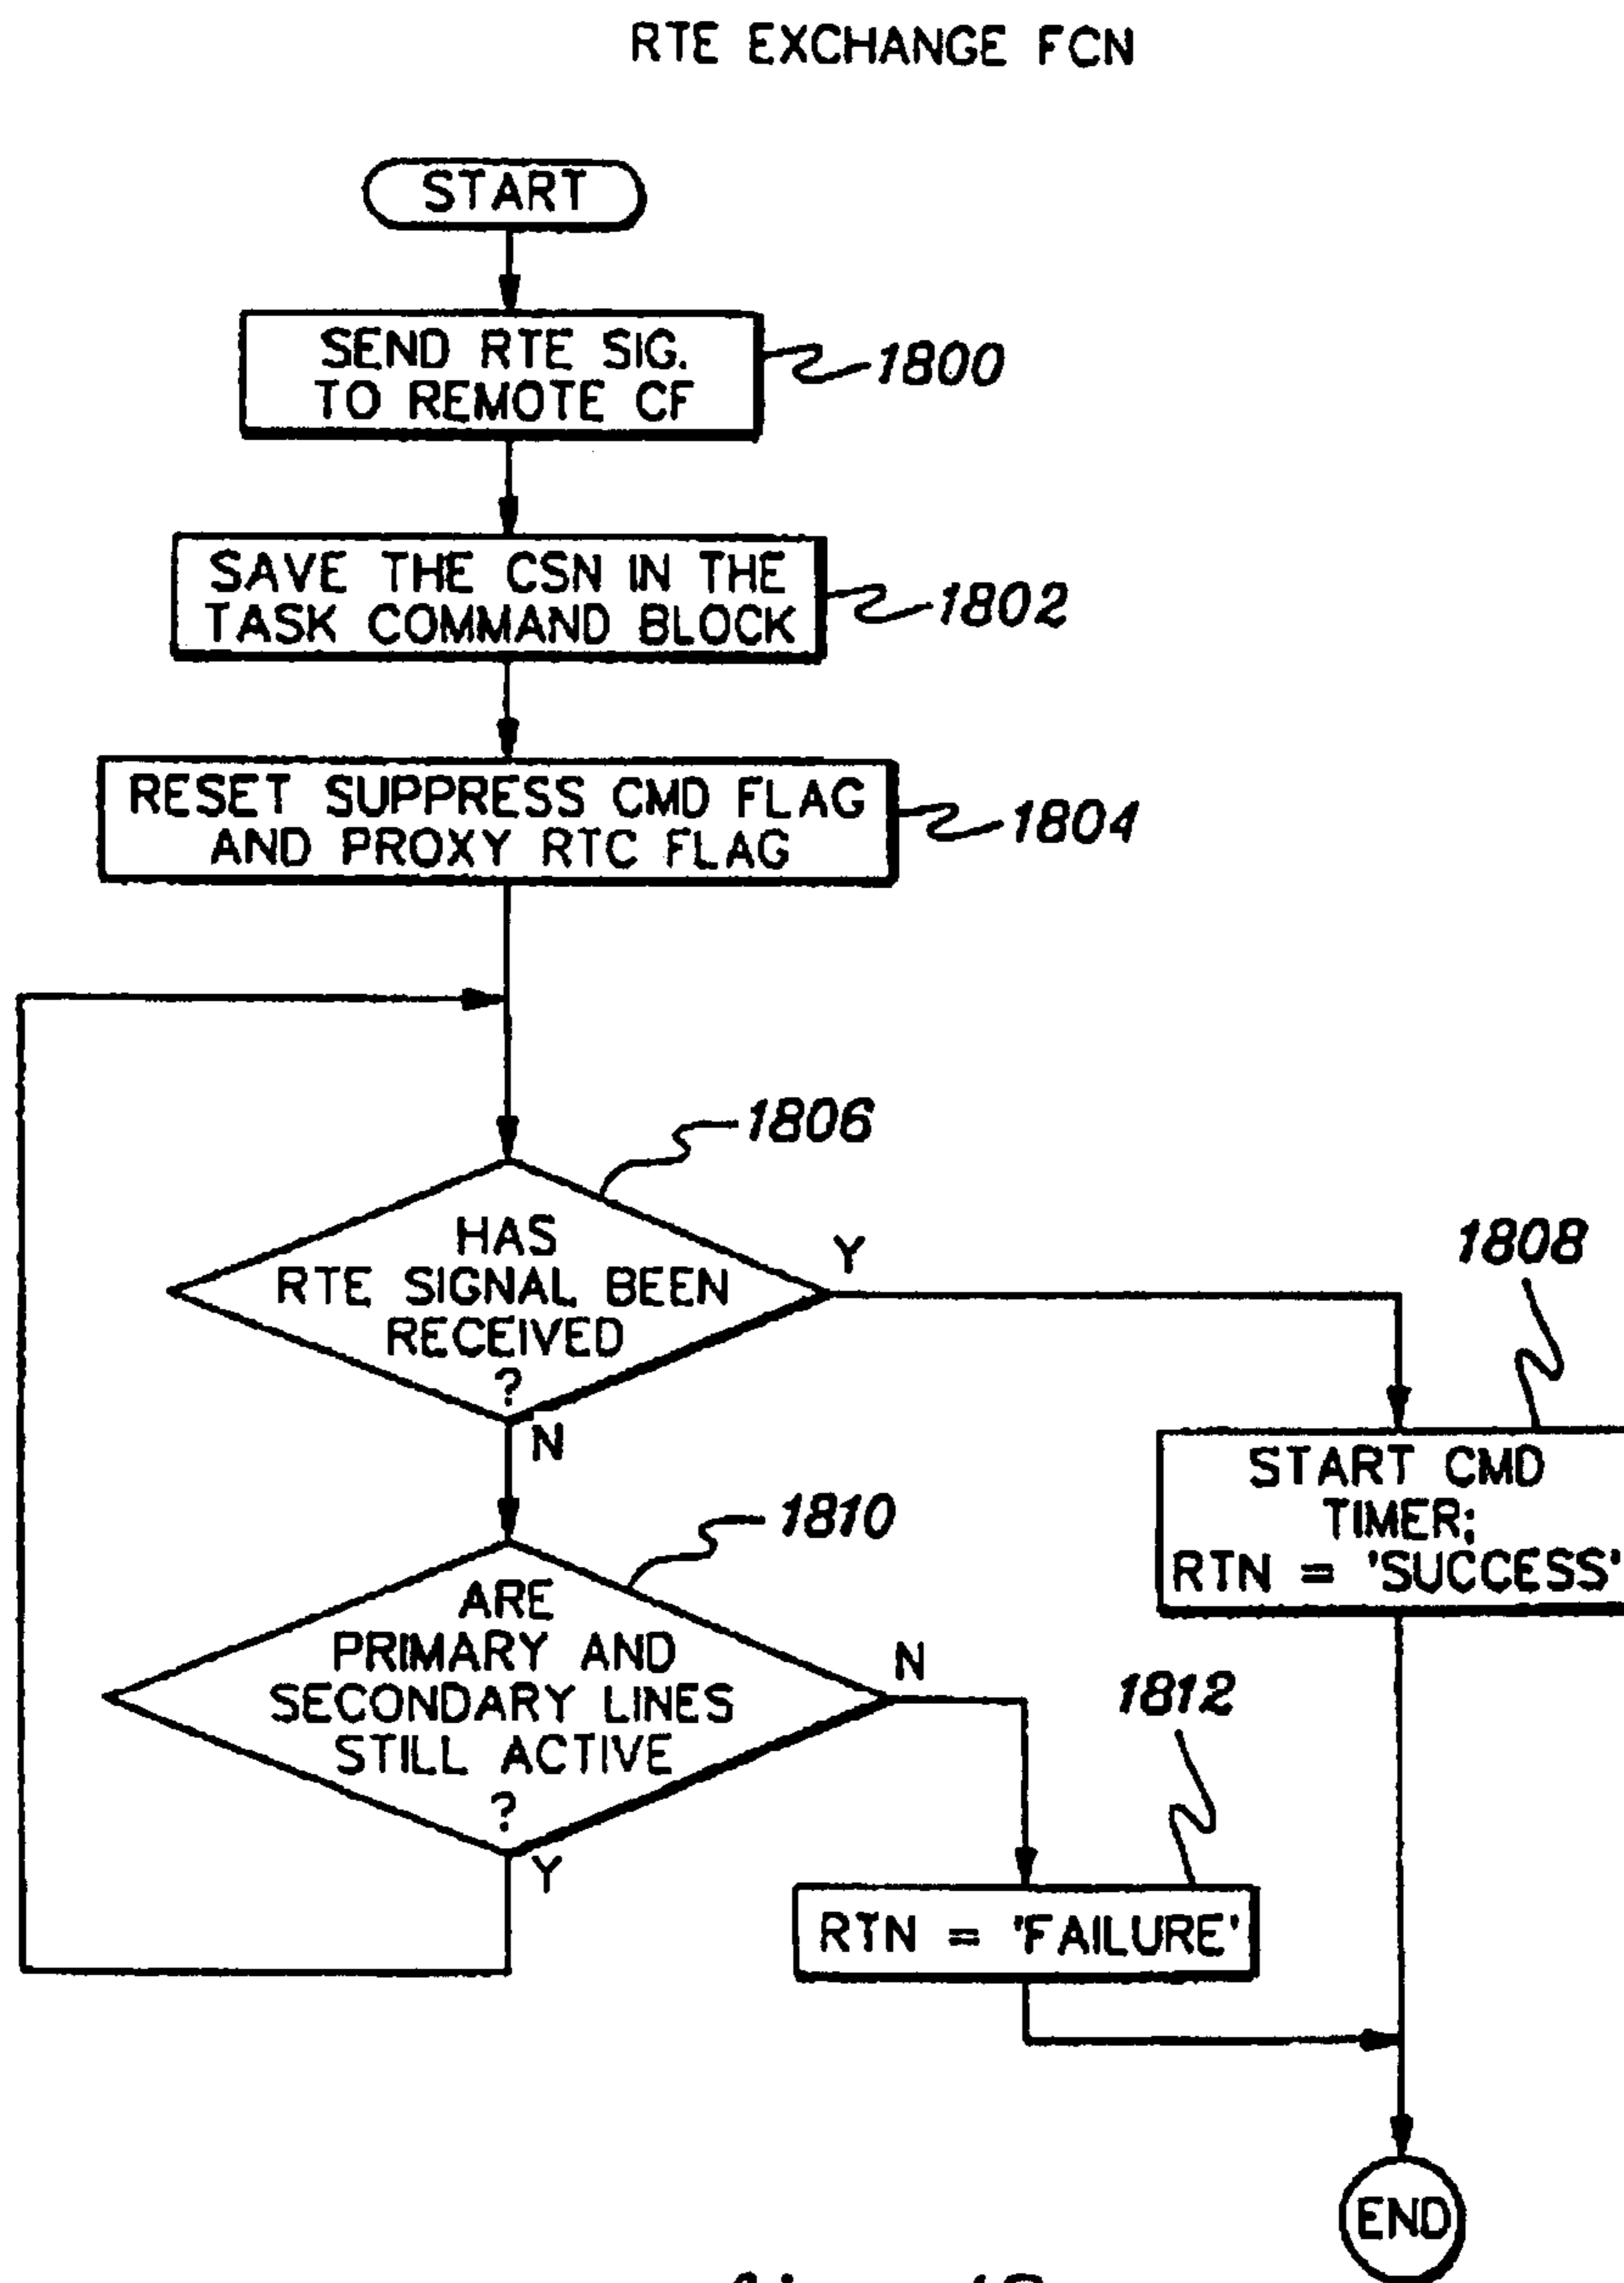 RTE EXCHANGE FCN
START
SEND RTE SIG.
TO REMOTE CF
1800
SAVE THE CSN IN THE
TASK COMMAND BLOCK
1802
RESET SUPPRESS CMD FLAG
AND PROXY RTC FLAG
1804
1806
HAS
RTE SIGNAL BEEN
RECEIVED
?
Y
N
1808
START CMD
TIMER;
RTN = 'SUCCESS'
1810
ARE
PRIMARY AND
SECONDARY LINES
STILL ACTIVE
?
N
Y
1812
RTN = 'FAILURE'
END